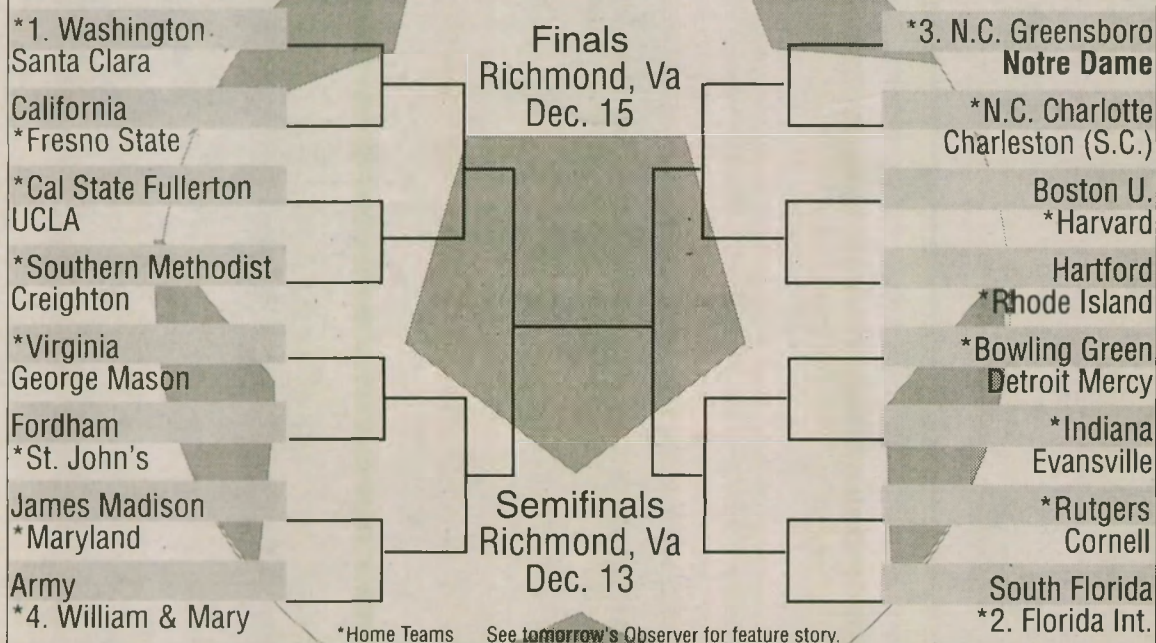 *1. Washington
Santa Clara
California
*Fresno State
*Cal State Fullerton
UCLA
*Southern Methodist
Creighton
*Virginia
George Mason
Fordham
*St. John's
James Madison
*Maryland
Army
*4. William & Mary
Finals
Richmond, Va
Dec. 15
Semifinals
Richmond, Va
Dec. 13
*3. N.C. Greensboro
Notre Dame
*N.C. Charlotte
Charleston (S.C.)
Boston U.
*Harvard
Hartford
*Rhode Island
*Bowling Green
Detroit Mercy
*Indiana
Evansville
*Rutgers
Cornell
South Florida
*2. Florida Int.
*Home Teams See tomorrow's Observer for feature story.